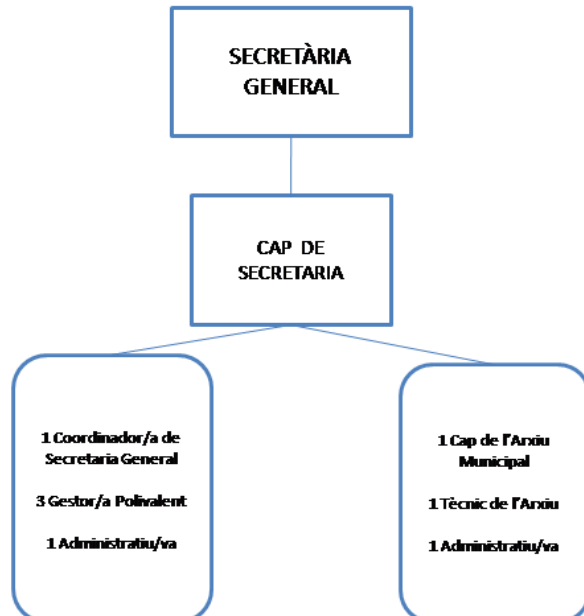 SECRETÀRIA
GENERAL
CAP DE
SECRETARIA
1 Coordinador/a de
Secretaria General
3 Gestor/a Polivalent
1 Administratiu/va
1 Cap de l'Arxiu
Municipal
1 Tècnic de l'Arxiu
1 Administratiu/va